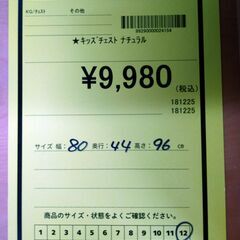 KG/チェスト その他
★キッズチェスト ナチュラル
¥9,980
(税込)
181225
181225
サイズ 幅: 80 奥行: 44 高さ: 96 cm
商品のサイズ・状態をよくご確認ください。
1 2 3 4 5 6 7 8 9 10 11 12